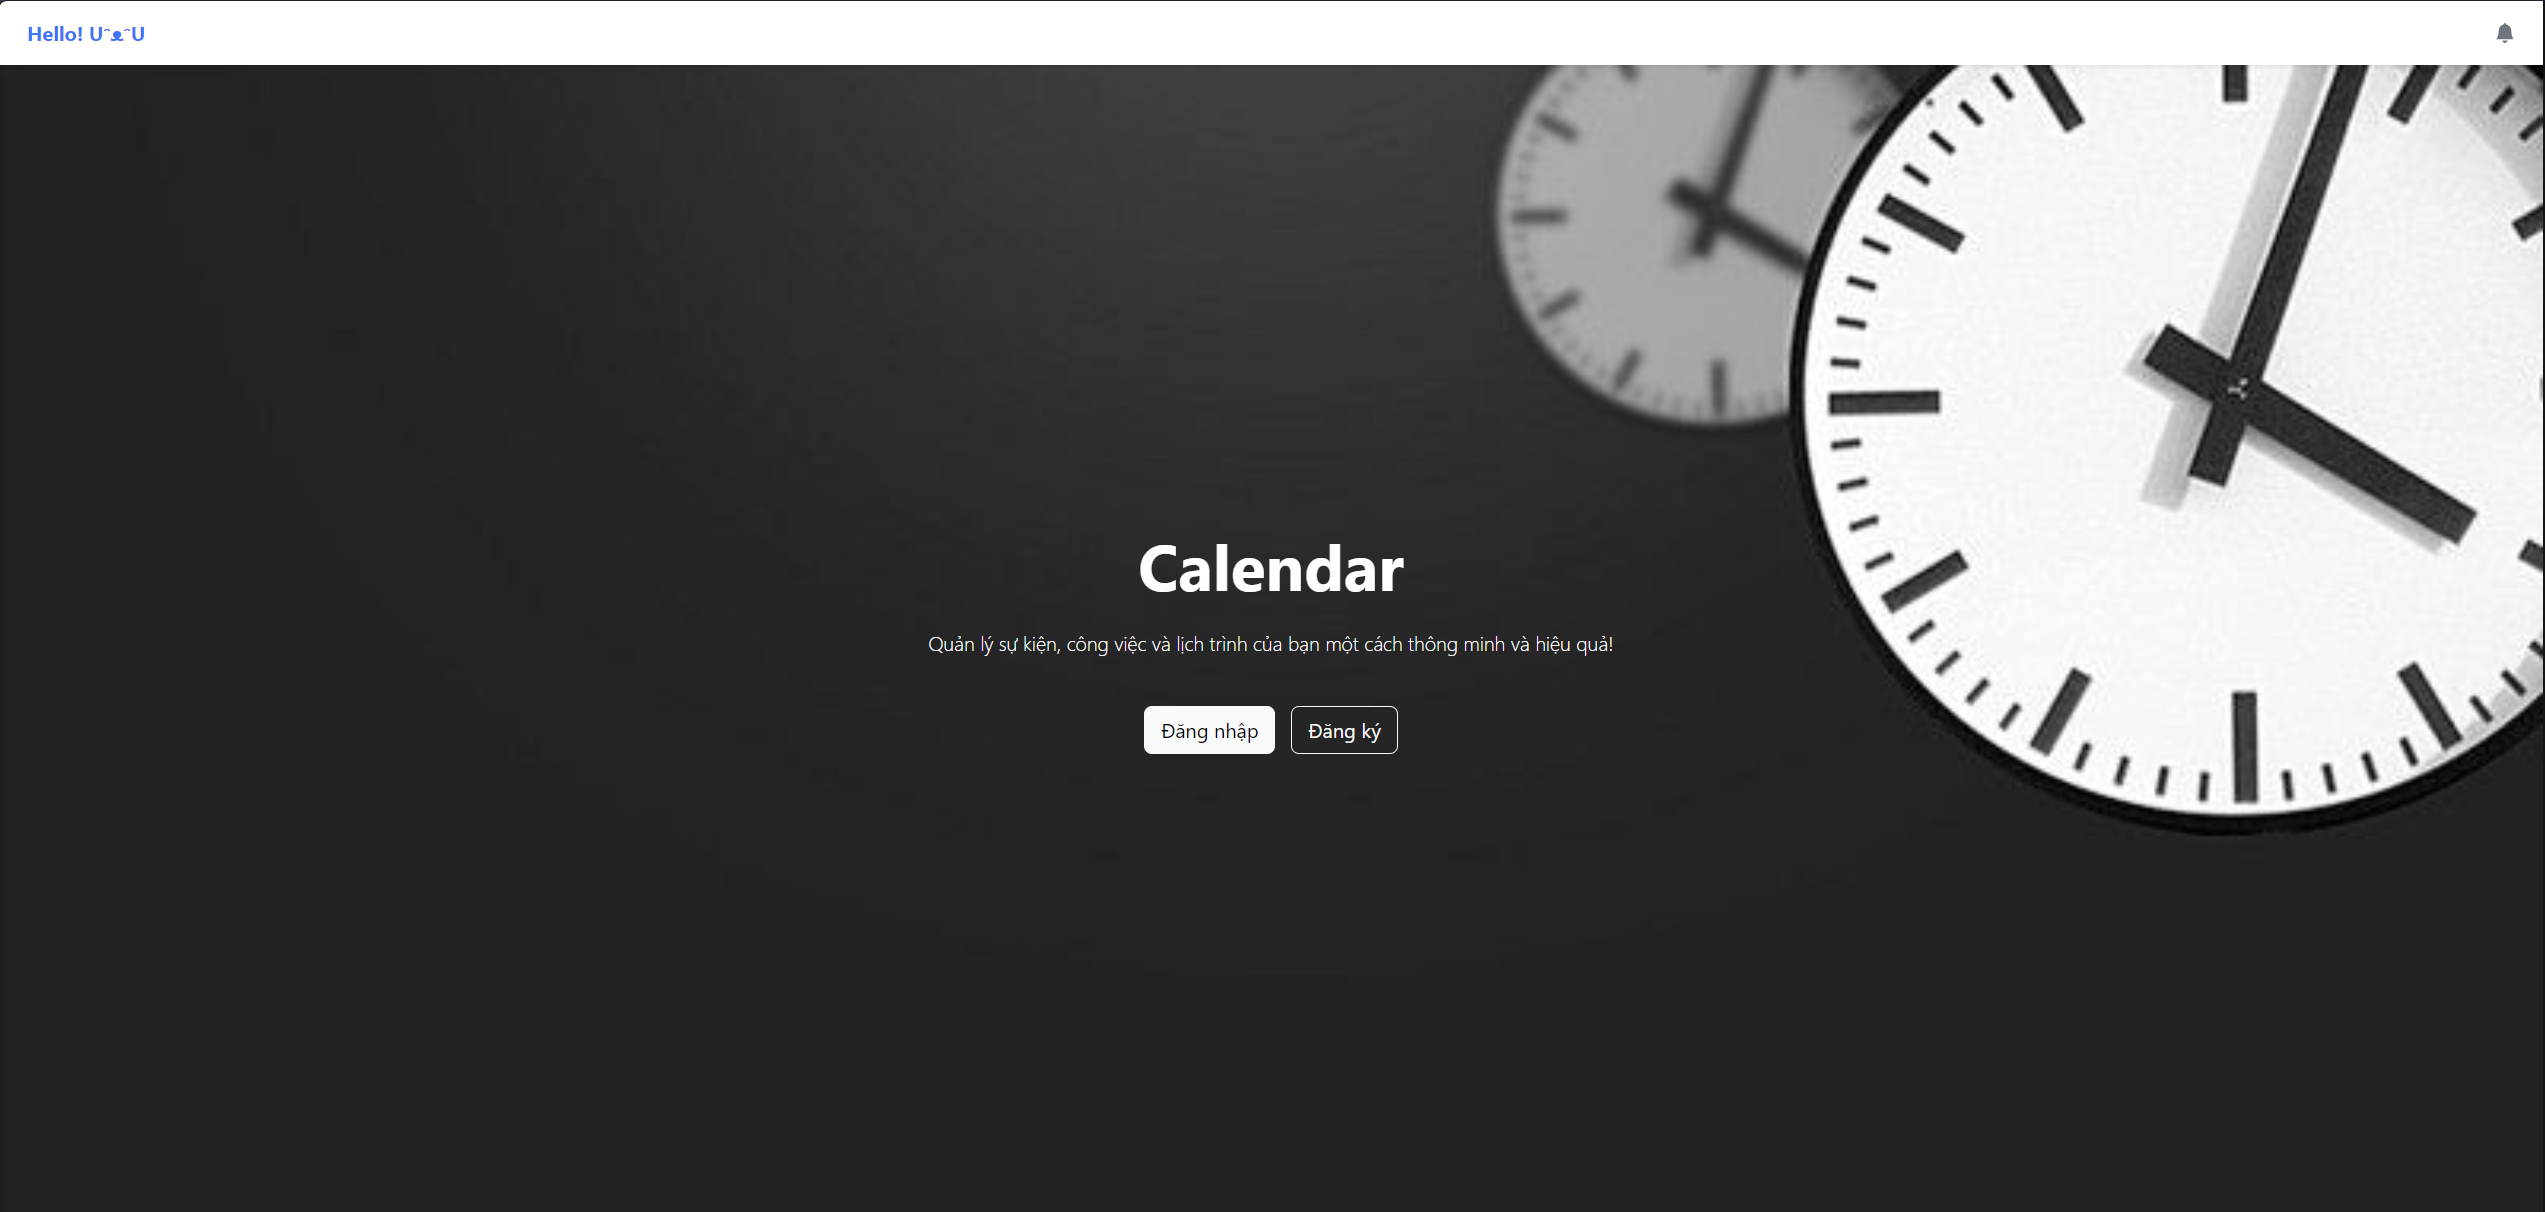 Hello! UᵔᴥᵔU
Calendar
Quản lý sự kiện, công việc và lịch trình của bạn một cách thông minh và hiệu quả!
Đăng nhập
Đăng ký